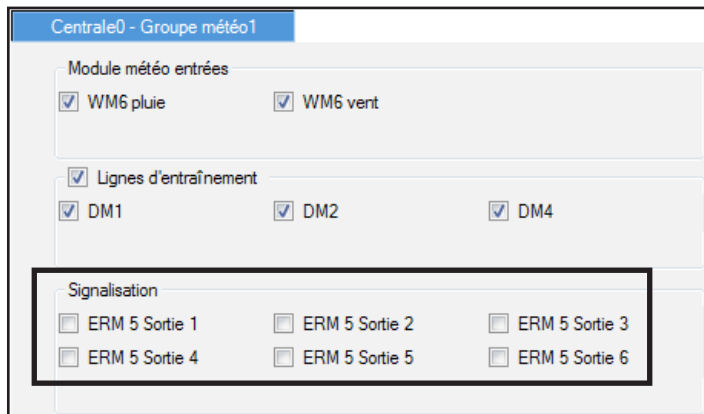 Centrale0 - Groupe météo1
Module météo entrées
WM6 pluie WM6 vent
Lignes d'entraînement
DM1 DM2 DM4
Signalisation
ERM 5 Sortie 1 ERM 5 Sortie 2 ERM 5 Sortie 3
ERM 5 Sortie 4 ERM 5 Sortie 5 ERM 5 Sortie 6